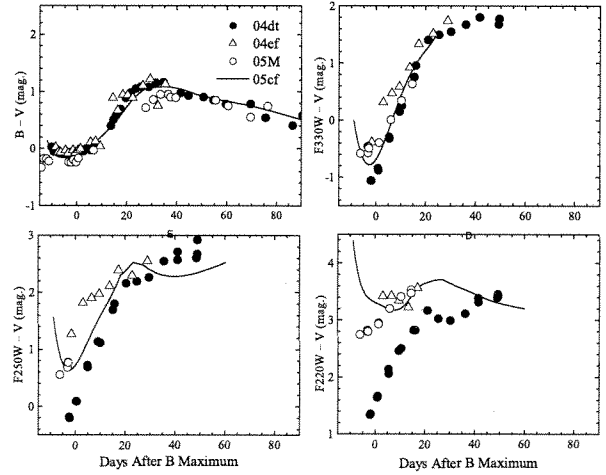 04dt
04ef
05M
05cf
B – V (mag.)
2
1
0
-1
0 20 40 60 80
F330W – V (mag.)
2
1
0
-1
0 20 40 60 80
F250W – V (mag.)
3
2
1
0
0 20 40 60 80
Days After B Maximum
D
F220W – V (mag.)
4
3
2
1
0 20 40 60 80
Days After B Maximum